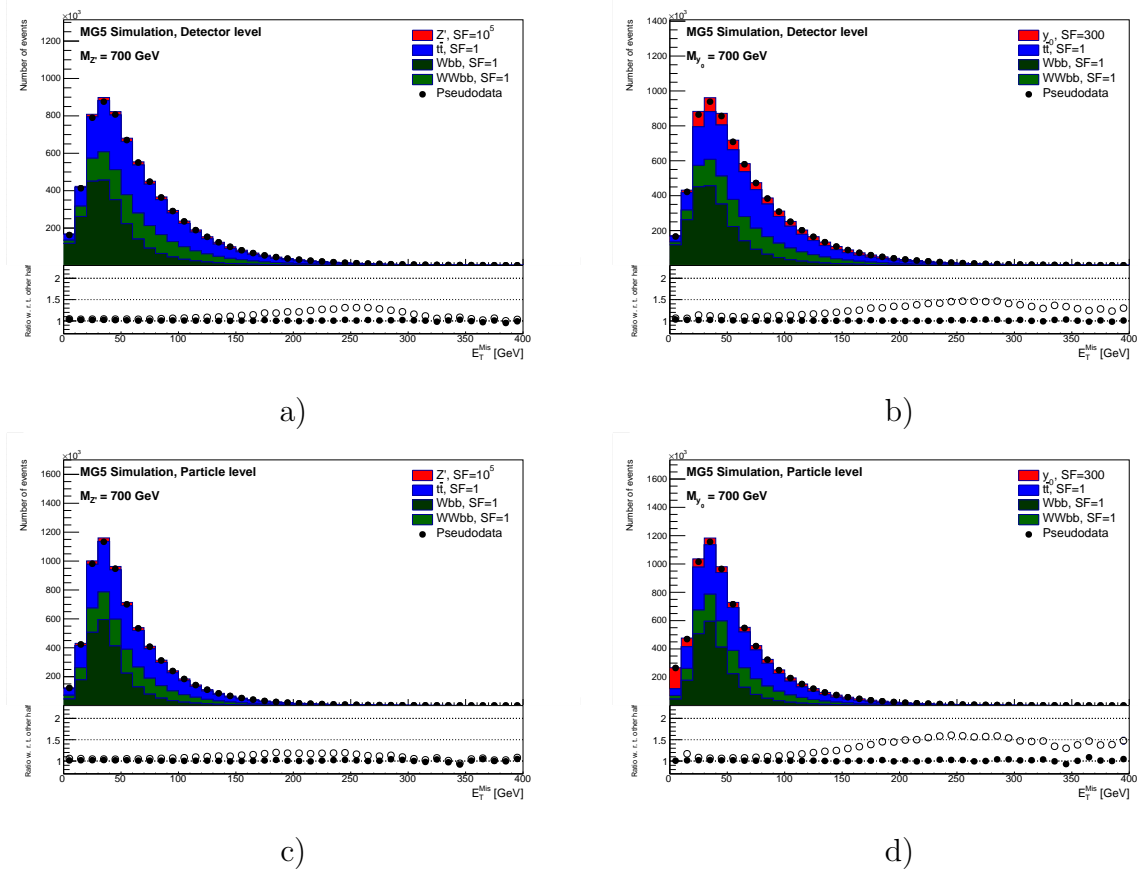 ×10³
MG5 Simulation, Detector level
M_Z' = 700 GeV
Z', SF=10⁵
tt̄, SF=1
Wbb, SF=1
WWbb, SF=1
Pseudodata
Number of events
1200
1000
800
600
400
200
Ratio w. r. t. other half
2
1.5
1
0 50 100 150 200 250 300 350 400
E_T^Mis [GeV]
a)
×10³
MG5 Simulation, Detector level
M_y₀ = 700 GeV
y₀, SF=300
tt̄, SF=1
Wbb, SF=1
WWbb, SF=1
Pseudodata
Number of events
1400
1200
1000
800
600
400
200
Ratio w. r. t. other half
2
1.5
1
0 50 100 150 200 250 300 350 400
E_T^Mis [GeV]
b)
×10³
MG5 Simulation, Particle level
M_Z' = 700 GeV
Z', SF=10⁵
tt̄, SF=1
Wbb, SF=1
WWbb, SF=1
Pseudodata
Number of events
1600
1400
1200
1000
800
600
400
200
Ratio w. r. t. other half
2
1.5
1
0 50 100 150 200 250 300 350 400
E_T^Mis [GeV]
c)
×10³
MG5 Simulation, Particle level
M_y₀ = 700 GeV
y₀, SF=300
tt̄, SF=1
Wbb, SF=1
WWbb, SF=1
Pseudodata
Number of events
1600
1400
1200
1000
800
600
400
200
Ratio w. r. t. other half
2
1.5
1
0 50 100 150 200 250 300 350 400
E_T^Mis [GeV]
d)